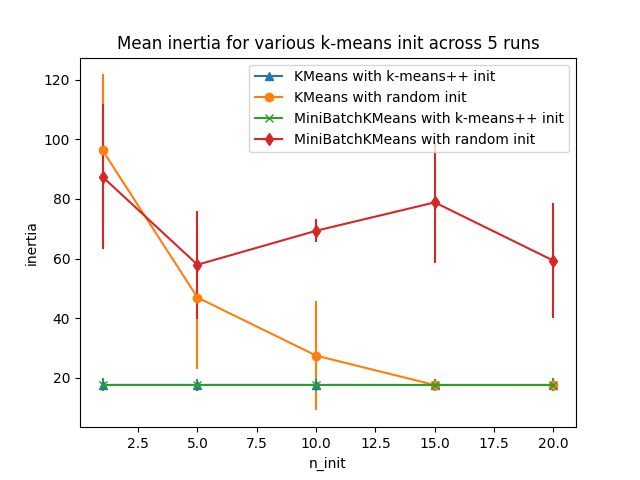 Mean inertia for various k-means init across 5 runs
KMeans with k-means++ init
KMeans with random init
MiniBatchKMeans with k-means++ init
MiniBatchKMeans with random init
inertia
120
100
80
60
40
20
2.5 5.0 7.5 10.0 12.5 15.0 17.5 20.0
n_init